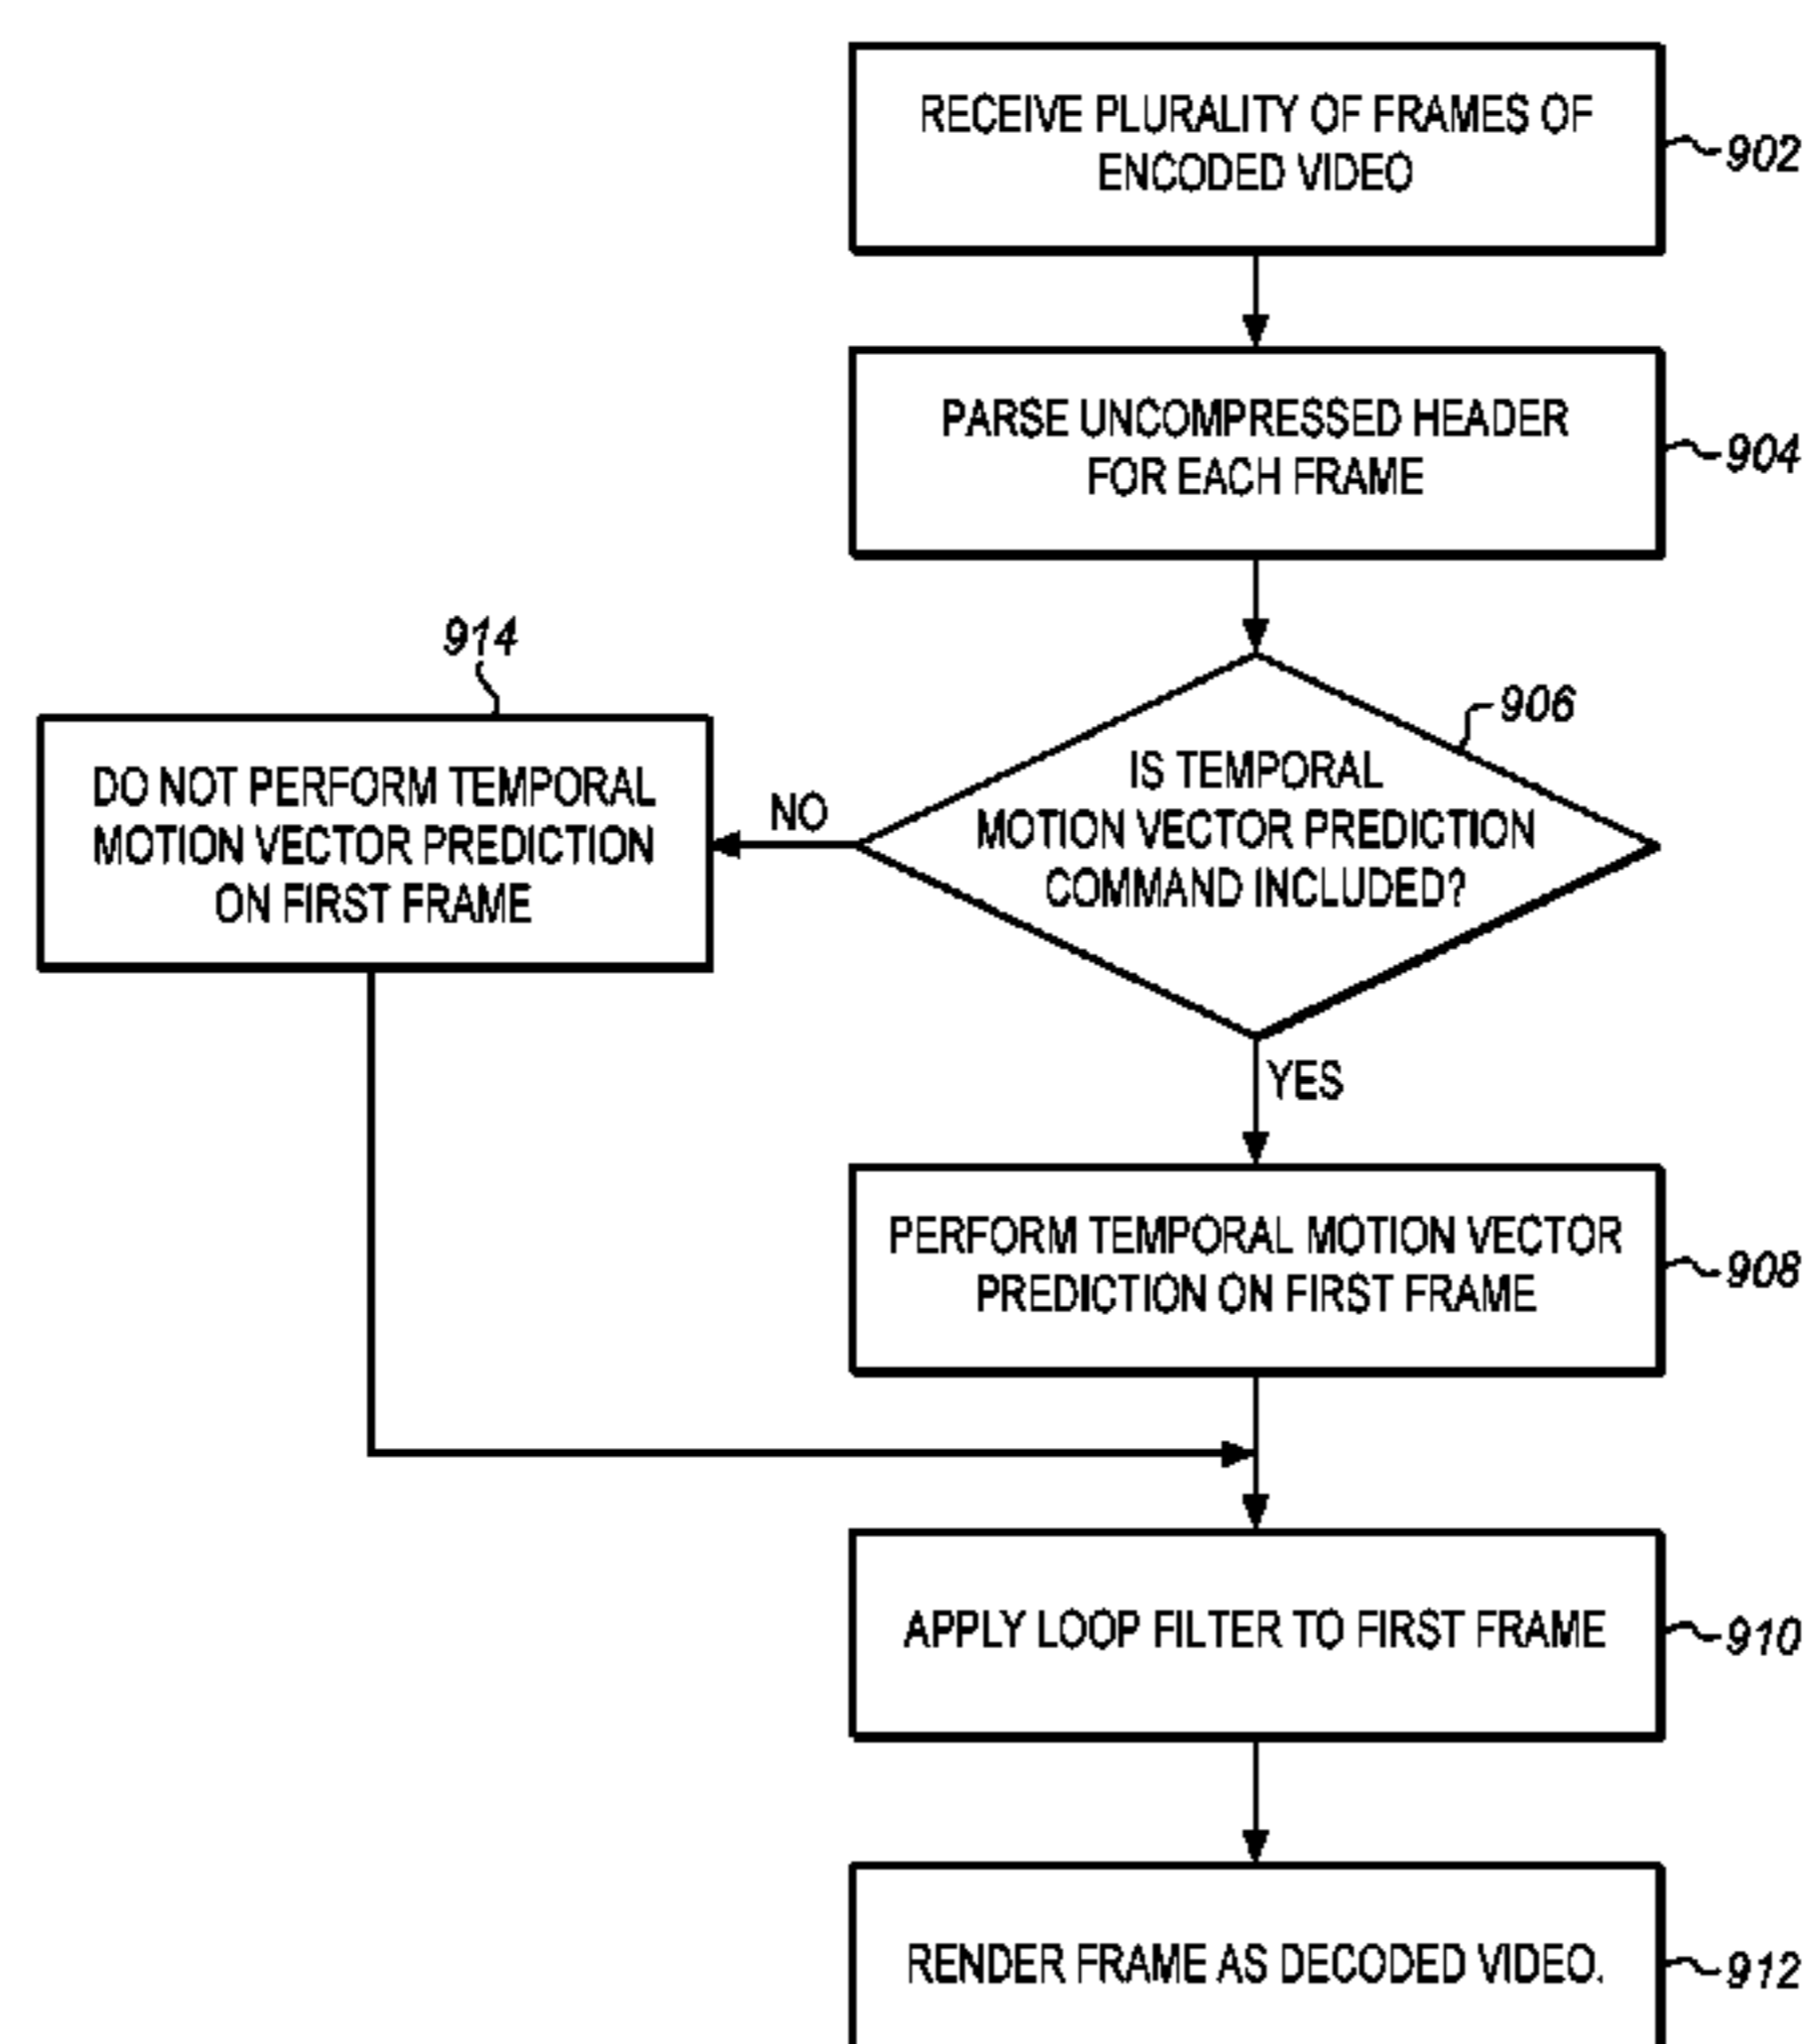 RECEIVE PLURALITY OF FRAMES OF
ENCODED VIDEO
902
PARSE UNCOMPRESSED HEADER
FOR EACH FRAME
904
914
DO NOT PERFORM TEMPORAL
MOTION VECTOR PREDICTION
ON FIRST FRAME
NO
906
IS TEMPORAL
MOTION VECTOR PREDICTION
COMMAND INCLUDED?
YES
PERFORM TEMPORAL MOTION VECTOR
PREDICTION ON FIRST FRAME
908
APPLY LOOP FILTER TO FIRST FRAME
910
RENDER FRAME AS DECODED VIDEO.
912